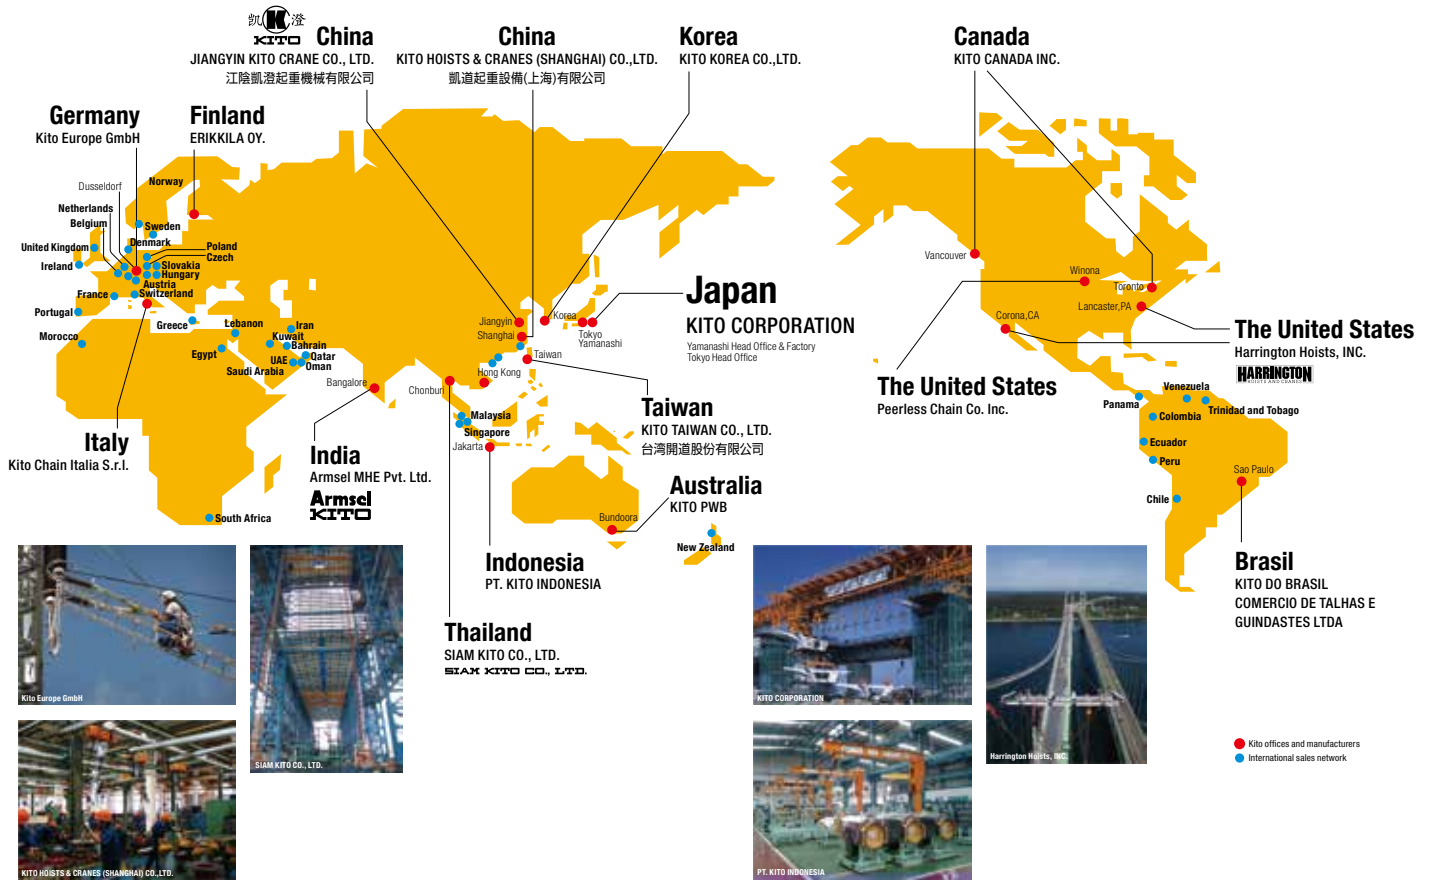 凱 K 澄
KITO
China
JIANGYIN KITO CRANE CO., LTD.
江陰凱澄起重機械有限公司
China
KITO HOISTS & CRANES (SHANGHAI) CO.,LTD.
凱道起重設備(上海)有限公司
Korea
KITO KOREA CO.,LTD.
Canada
KITO CANADA INC.
Germany
Kito Europe GmbH
Finland
ERIKKILA OY.
Dusseldorf
Norway
Netherlands
Belgium
Sweden
Denmark
United Kingdom
Poland
Czech
Ireland
Slovakia
Hungary
Austria
France
Switzerland
Portugal
Greece
Morocco
Lebanon
Iran
Kuwait
Bahrain
Egypt
Qatar
UAE
Oman
Saudi Arabia
Bangalore
Chonburi
Jiangyin
Shanghai
Korea
Tokyo
Yamanashi
Taiwan
Hong Kong
Malaysia
Singapore
Jakarta
Japan
KITO CORPORATION
Yamanashi Head Office & Factory
Tokyo Head Office
Vancouver
Winona
Toronto
Lancaster,PA
Corona,CA
The United States
Harrington Hoists, INC.
HARRINGTON
HOISTS AND CRANES
The United States
Peerless Chain Co. Inc.
Panama
Venezuela
Trinidad and Tobago
Colombia
Ecuador
Peru
Chile
Sao Paulo
Italy
Kito Chain Italia S.r.l.
India
Armsel MHE Pvt. Ltd.
Armsel
KITO
Taiwan
KITO TAIWAN CO., LTD.
台湾開道股份有限公司
Australia
KITO PWB
Bundoora
New Zealand
South Africa
Indonesia
PT. KITO INDONESIA
Thailand
SIAM KITO CO., LTD.
SIAM KITO CO., LTD.
Brasil
KITO DO BRASIL
COMERCIO DE TALHAS E
GUINDASTES LTDA
Kito Europe GmbH
SIAM KITO CO., LTD.
KITO HOISTS & CRANES (SHANGHAI) CO.,LTD.
KITO CORPORATION
PT. KITO INDONESIA
Harrington Hoists, INC.
Kito offices and manufacturers
International sales network